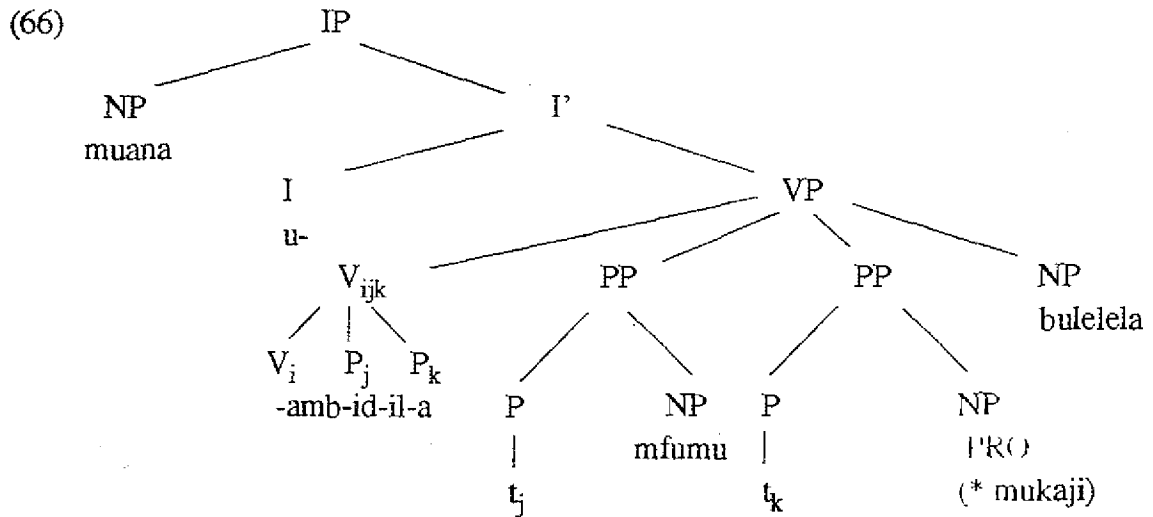 (66) IP
NP I'
muana
I VP
u-
V_ijk PP PP NP
bulelela
V_i P_j P_k
-amb-id-il-a P NP P NP
mfumu PRO
t_j t_k (* mukaji)